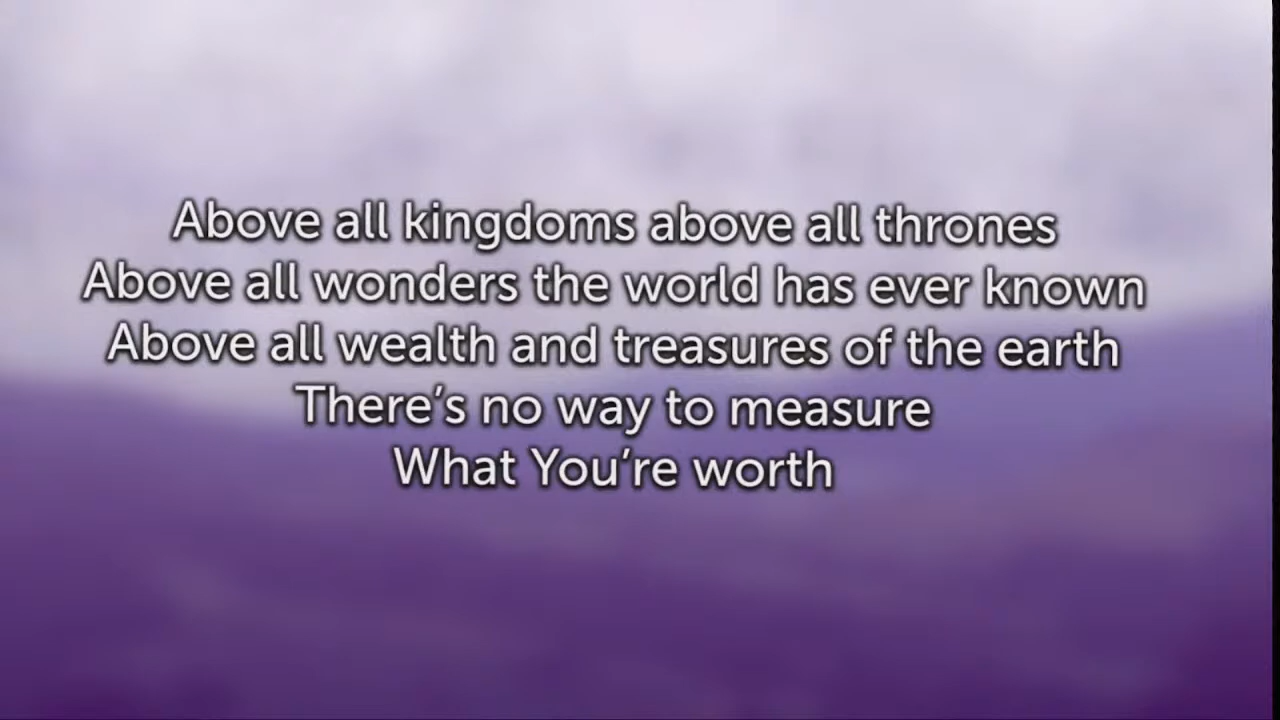 Above all kingdoms above all thrones
Above all wonders the world has ever known
Above all wealth and treasures of the earth
There's no way to measure
What You're worth